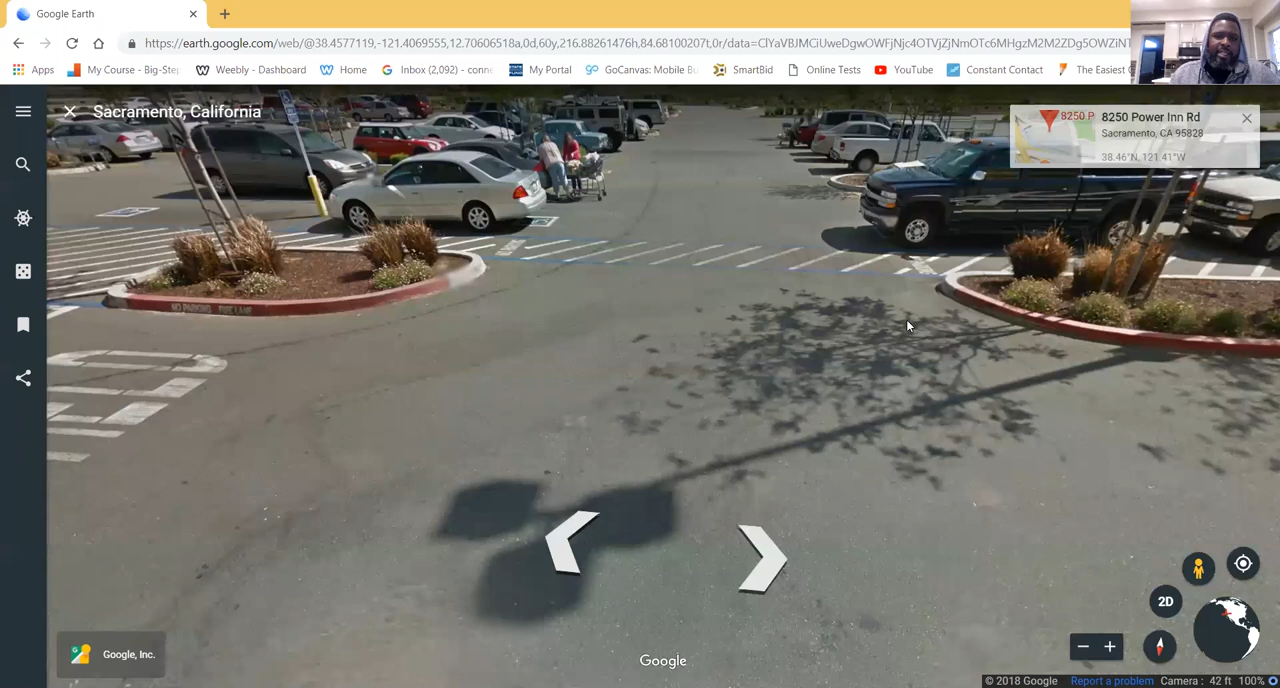 Google Earth
https://earth.google.com/web/@38.4577119,-121.4069555,12.70606518a,0d,60y,216.88261476h,84.68100207t,0r/data=
Apps
My Course - Big-Step
Weebly - Dashboard
Home
Inbox (2,092) - conne
My Portal
GoCanvas: Mobile Bu
SmartBid
Online Tests
YouTube
Constant Contact
The Easiest
Sacramento, California
8250 P
8250 Power Inn Rd
Sacramento, CA 95828
38.46°N, 121.41°W
NO PARKING FIRE LANE
2D
Google, Inc.
Google
© 2018 Google
Report a problem
Camera : 42 ft 100%